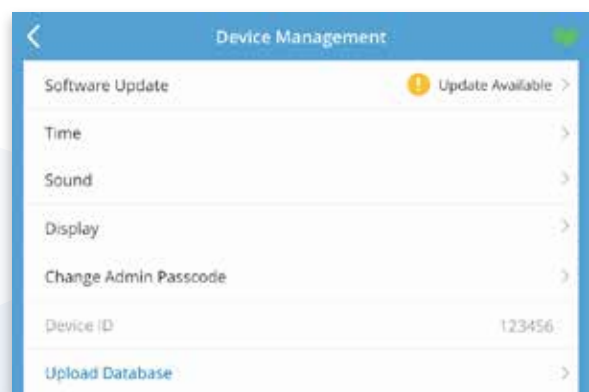 Device Management
Software Update Update Available
Time
Sound
Display
Change Admin Passcode
Device ID 123456
Upload Database